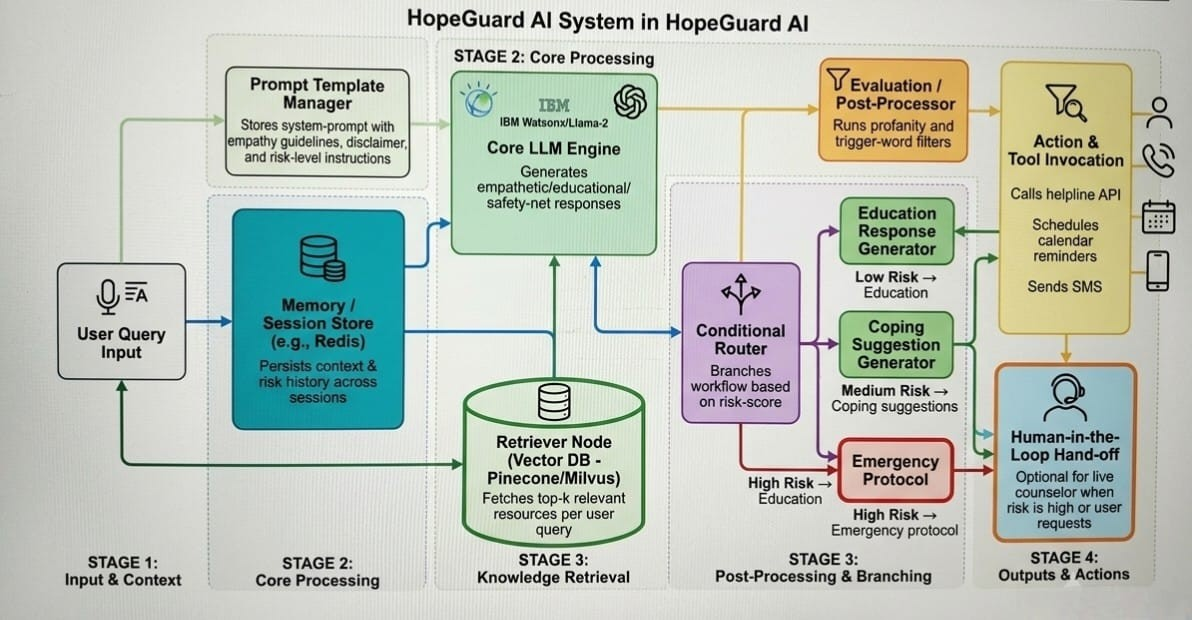 HopeGuard AI System in HopeGuard AI
STAGE 2: Core Processing
Prompt Template
Manager
Stores system-prompt with
empathy guidelines, disclaimer,
and risk-level instructions
IBM
IBM Watsonx/Llama-2
Core LLM Engine
Generates
empathetic/educational/
safety-net responses
Evaluation /
Post-Processor
Runs profanity and
trigger-word filters
Action &
Tool Invocation
Calls helpline API
Schedules
calendar
reminders
Sends SMS
A
User Query
Input
Memory /
Session Store
(e.g., Redis)
Persists context &
risk history across
sessions
Retriever Node
(Vector DB -
Pinecone/Milvus)
Fetches top-k relevant
resources per user
query
Conditional
Router
Branches
workflow based
on risk-score
Education
Response
Generator
Low Risk →
Education
Coping
Suggestion
Generator
Medium Risk →
Coping suggestions
High Risk →
Education
Emergency
Protocol
High Risk →
Emergency protocol
Human-in-the-
Loop Hand-off
Optional for live
counselor when
risk is high or user
requests
STAGE 1:
Input & Context
STAGE 2:
Core Processing
STAGE 3:
Knowledge Retrieval
STAGE 3:
Post-Processing & Branching
STAGE 4:
Outputs & Actions